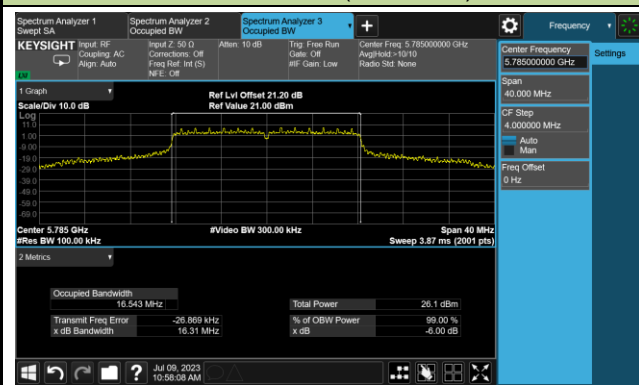 Spectrum Analyzer 1
Swept SA
Spectrum Analyzer 2
Occupied BW
Spectrum Analyzer 3
Occupied BW
+
Frequency
KEYSIGHT
Input: RF
Coupling: AC
Align: Auto
Input Z: 50 Ω
Corrections: Off
Freq Ref: Int (S)
NFE: Off
Atten: 10 dB
Trig: Free Run
Gate: Off
#IF Gain: Low
Center Freq: 5.785000000 GHz
Avg|Hold:>10/10
Radio Std: None
Center Frequency
5.785000000 GHz
Settings
Span
40.000 MHz
CF Step
4.000000 MHz
Auto
Man
Freq Offset
0 Hz
1 Graph
Scale/Div 10.0 dB
Ref Lvl Offset 21.20 dB
Ref Value 21.00 dBm
Log
11.0
1.00
-9.00
-19.0
-29.0
-39.0
-49.0
-59.0
-69.0
Center 5.785 GHz
#Res BW 100.00 kHz
#Video BW 300.00 kHz
Span 40 MHz
Sweep 3.87 ms (2001 pts)
2 Metrics
Occupied Bandwidth
16.543 MHz
Transmit Freq Error -26.869 kHz
x dB Bandwidth 16.31 MHz
Total Power 26.1 dBm
% of OBW Power 99.00 %
x dB -6.00 dB
?
Jul 09, 2023
10:58:08 AM